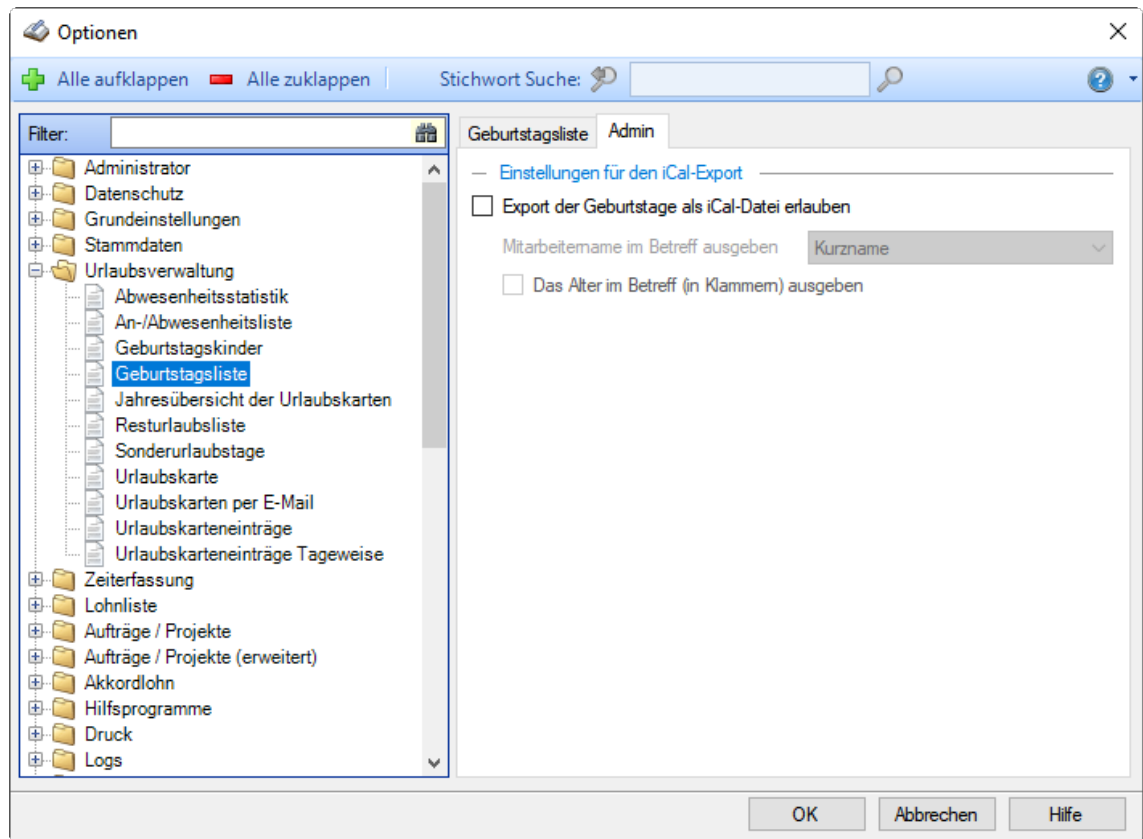 Optionen
Alle aufklappen Alle zuklappen Stichwort Suche:
Filter:
Administrator
Datenschutz
Grundeinstellungen
Stammdaten
Urlaubsverwaltung
Abwesenheitsstatistik
An-/Abwesenheitsliste
Geburtstagskinder
Geburtstagsliste
Jahresübersicht der Urlaubskarten
Resturlaubsliste
Sonderurlaubstage
Urlaubskarte
Urlaubskarten per E-Mail
Urlaubskarteneinträge
Urlaubskarteneinträge Tageweise
Zeiterfassung
Lohnliste
Aufträge / Projekte
Aufträge / Projekte (erweitert)
Akkordlohn
Hilfsprogramme
Druck
Logs
Geburtstagsliste Admin
Einstellungen für den iCal-Export
Export der Geburtstage als iCal-Datei erlauben
Mitarbeitername im Betreff ausgeben Kurzname
Das Alter im Betreff (in Klammern) ausgeben
OK Abbrechen Hilfe